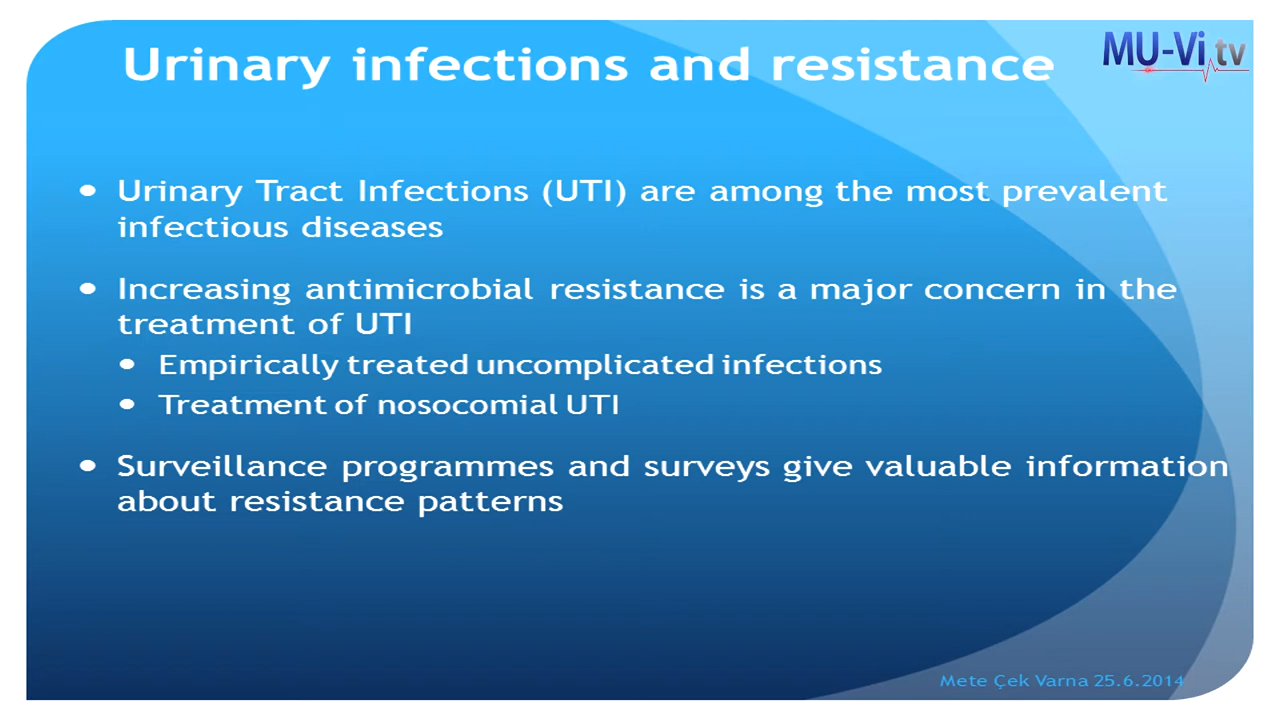 Urinary infections and resistance
MU-Vi.tv
• Urinary Tract Infections (UTI) are among the most prevalent
infectious diseases
• Increasing antimicrobial resistance is a major concern in the
treatment of UTI
• Empirically treated uncomplicated infections
• Treatment of nosocomial UTI
• Surveillance programmes and surveys give valuable information
about resistance patterns
Mete Çek Varna 25.6.2014